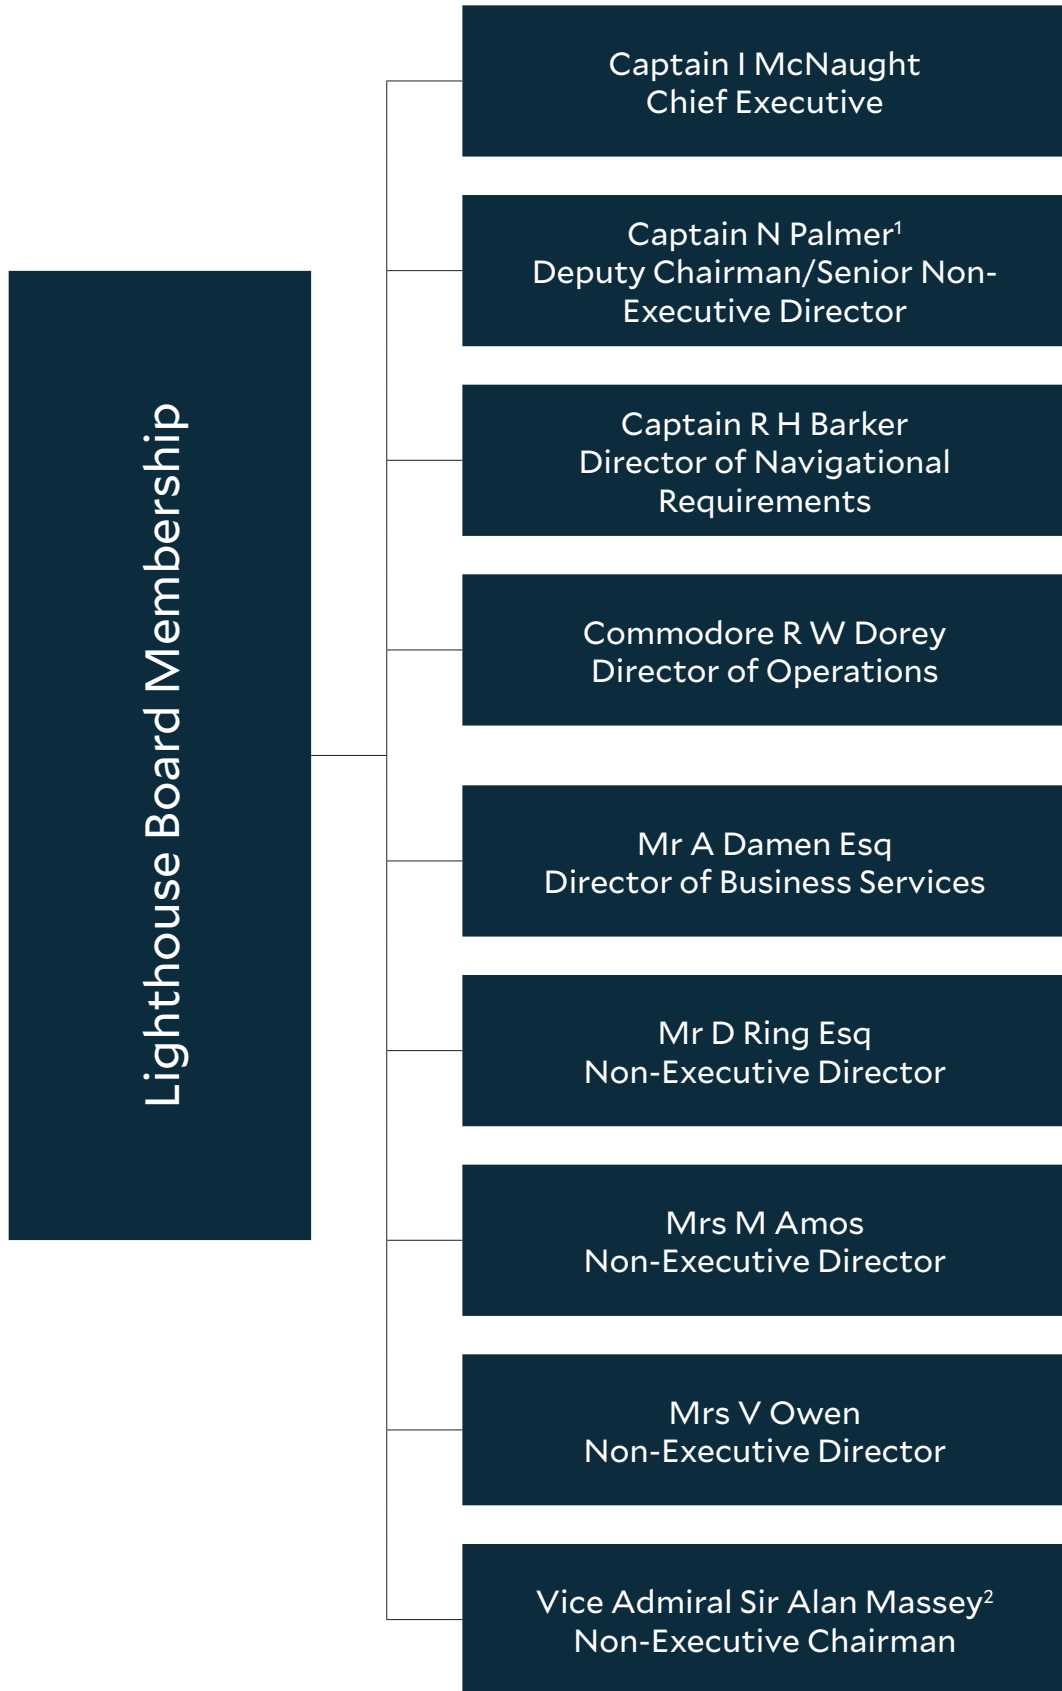 Lighthouse Board Membership
Captain I McNaught
Chief Executive
Captain N Palmer¹
Deputy Chairman/Senior Non-
Executive Director
Captain R H Barker
Director of Navigational
Requirements
Commodore R W Dorey
Director of Operations
Mr A Damen Esq
Director of Business Services
Mr D Ring Esq
Non-Executive Director
Mrs M Amos
Non-Executive Director
Mrs V Owen
Non-Executive Director
Vice Admiral Sir Alan Massey²
Non-Executive Chairman